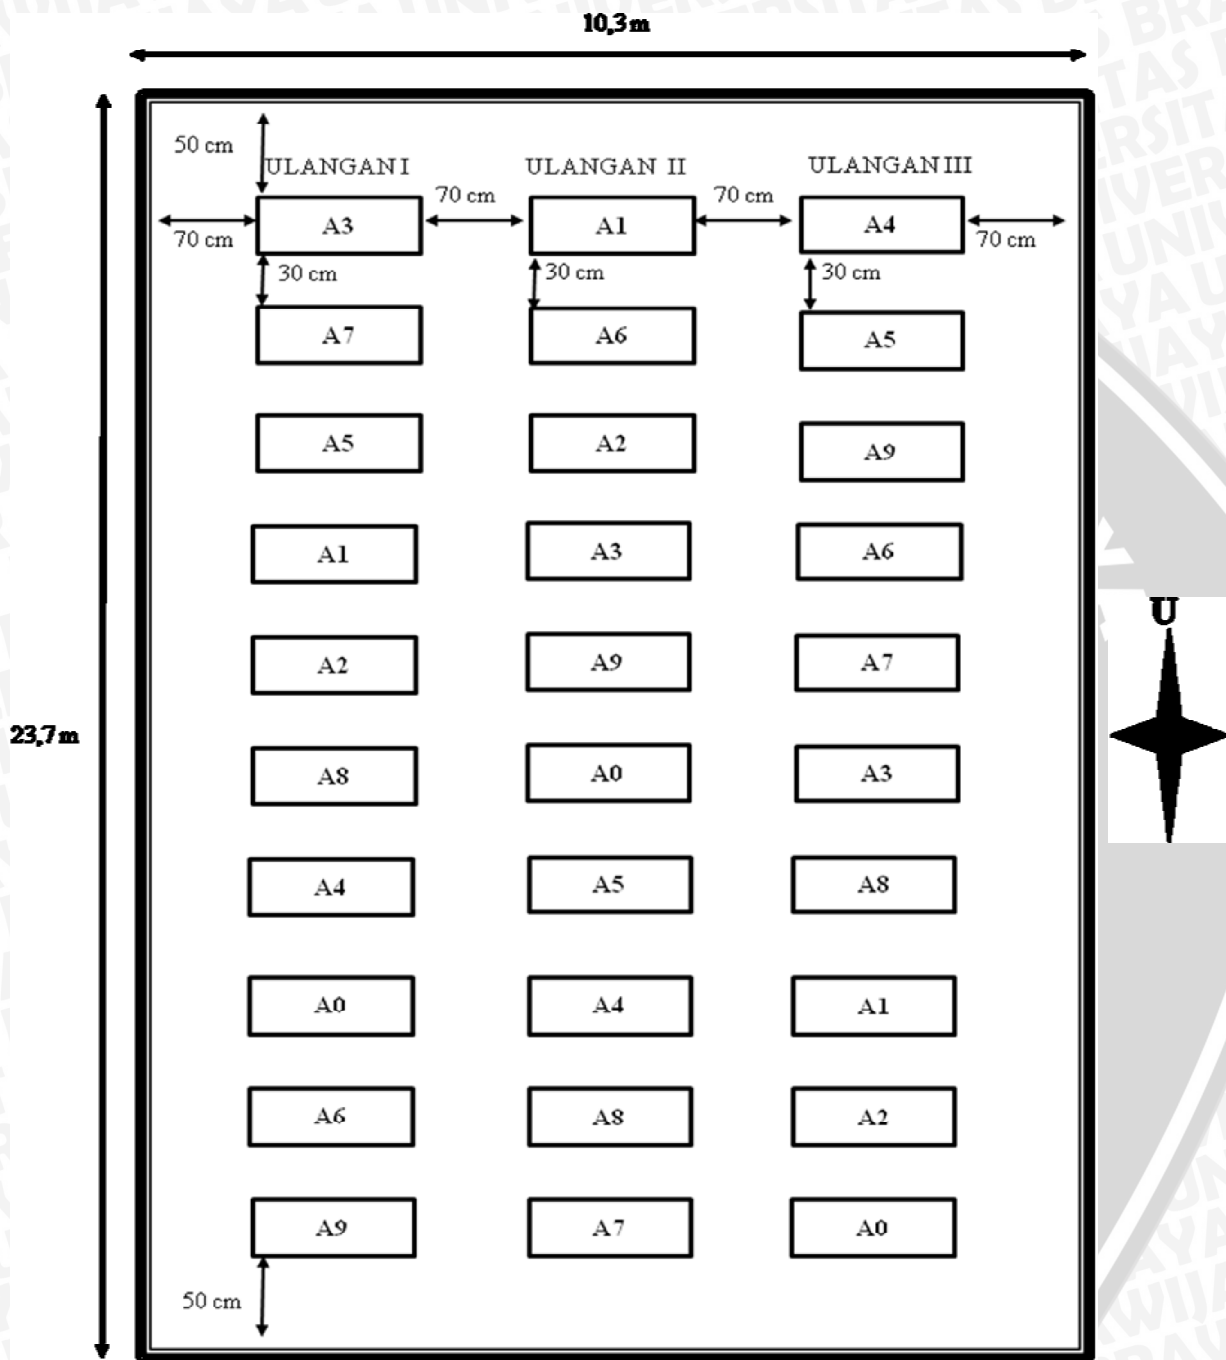 10,3 m
50 cm
ULANGAN I ULANGAN II ULANGAN III
70 cm 70 cm
A3 A1 A4
70 cm 70 cm
30 cm 30 cm 30 cm
A7 A6 A5
A5 A2 A9
A1 A3 A6
U
A2 A9 A7
23,7 m
A8 A0 A3
A4 A5 A8
A0 A4 A1
A6 A8 A2
A9 A7 A0
50 cm